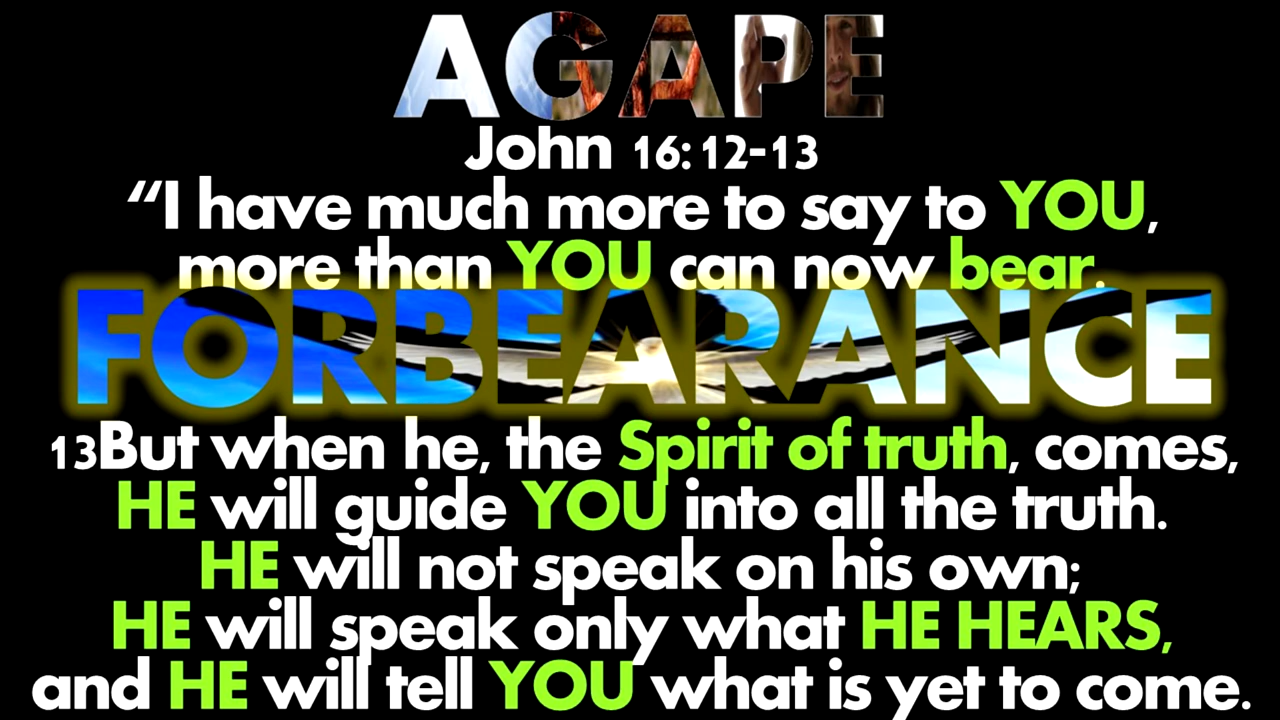 AGAPE
John 16:12-13
“I have much more to say to YOU,
more than YOU can now bear.
FORBEARANCE
13But when he, the Spirit of truth, comes,
HE will guide YOU into all the truth.
HE will not speak on his own;
HE will speak only what HE HEARS,
and HE will tell YOU what is yet to come.